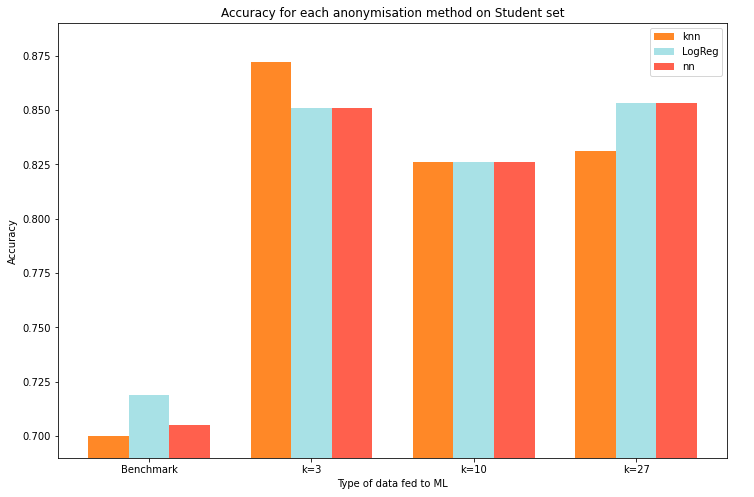 Accuracy for each anonymisation method on Student set
knn
LogReg
nn
Accuracy
0.875
0.850
0.825
0.800
0.775
0.750
0.725
0.700
Benchmark
k=3
k=10
k=27
Type of data fed to ML